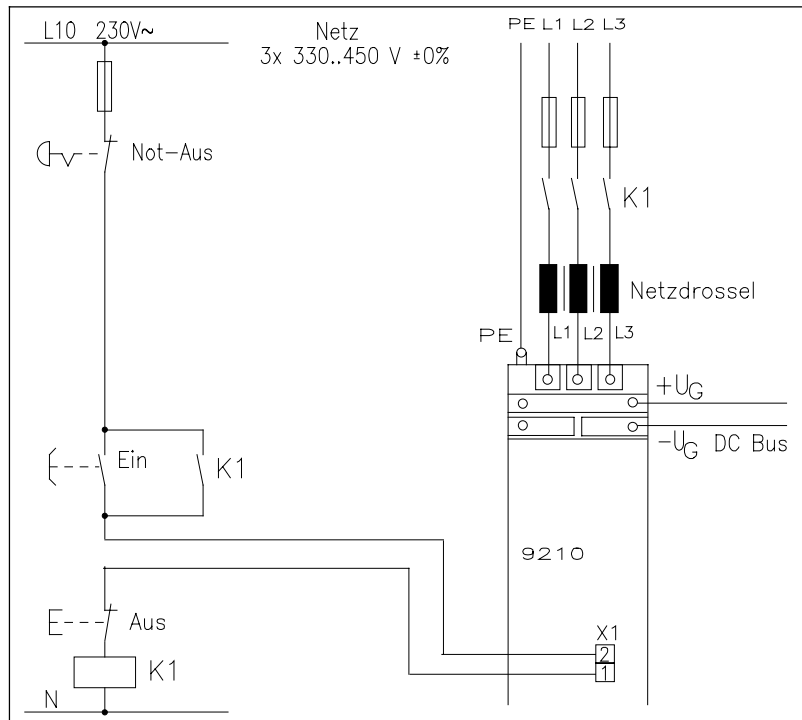 L10 230V~
Netz
3x 330..450 V ±0%
PE L1 L2 L3
Not-Aus
K1
Netzdrossel
PE
L1 L2 L3
+UG
-UG DC Bus
Ein
K1
9210
Aus
X1
2
1
K1
N